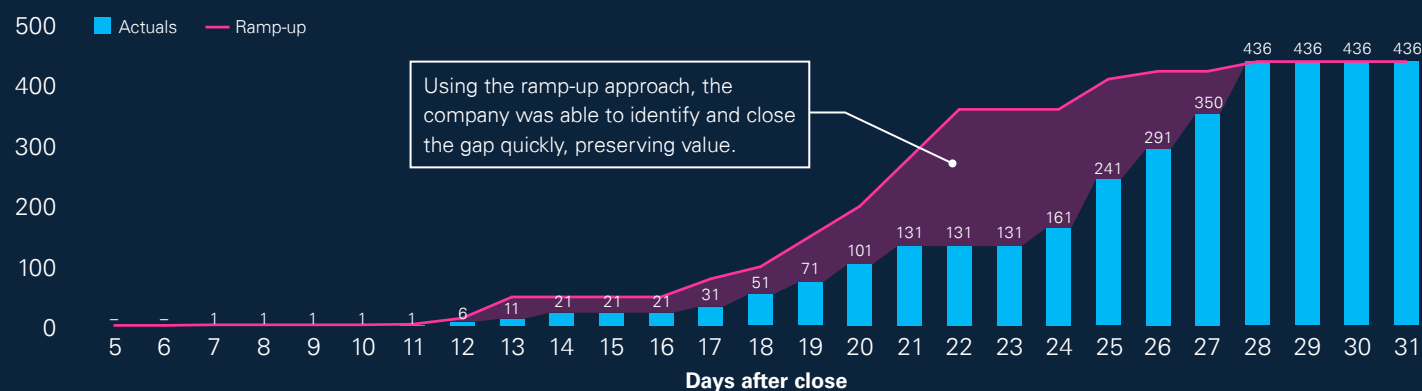 500
Actuals
Ramp-up
400
300
200
100
0
Using the ramp-up approach, the
company was able to identify and close
the gap quickly, preserving value.
– – 1 1 1 1 1 6 11 21 21 21 31 51 71 101 131 131 131 161 241 291 350 436 436 436 436
5 6 7 8 9 10 11 12 13 14 15 16 17 18 19 20 21 22 23 24 25 26 27 28 29 30 31
Days after close